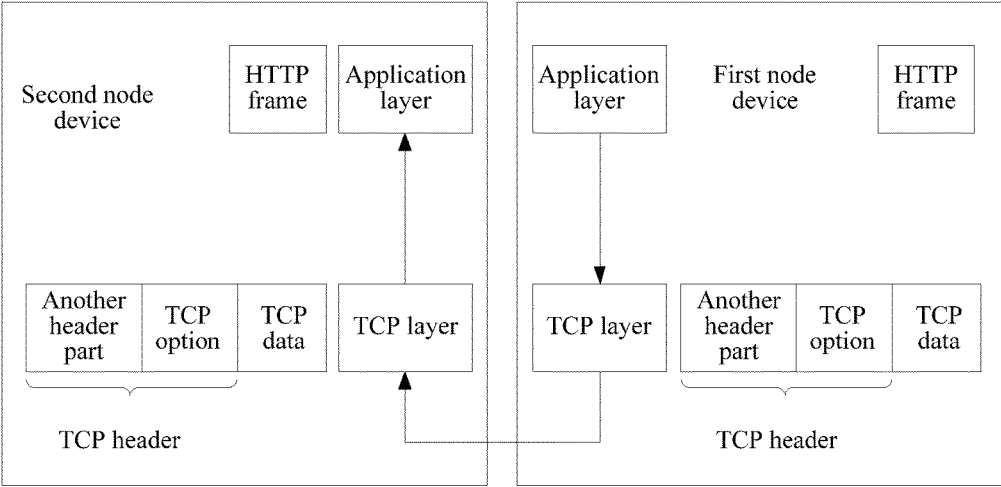 Second node
device
HTTP
frame
Application
layer
Another
header
part
TCP
option
TCP
data
TCP layer
TCP header
Application
layer
First node
device
HTTP
frame
TCP layer
Another
header
part
TCP
option
TCP
data
TCP header